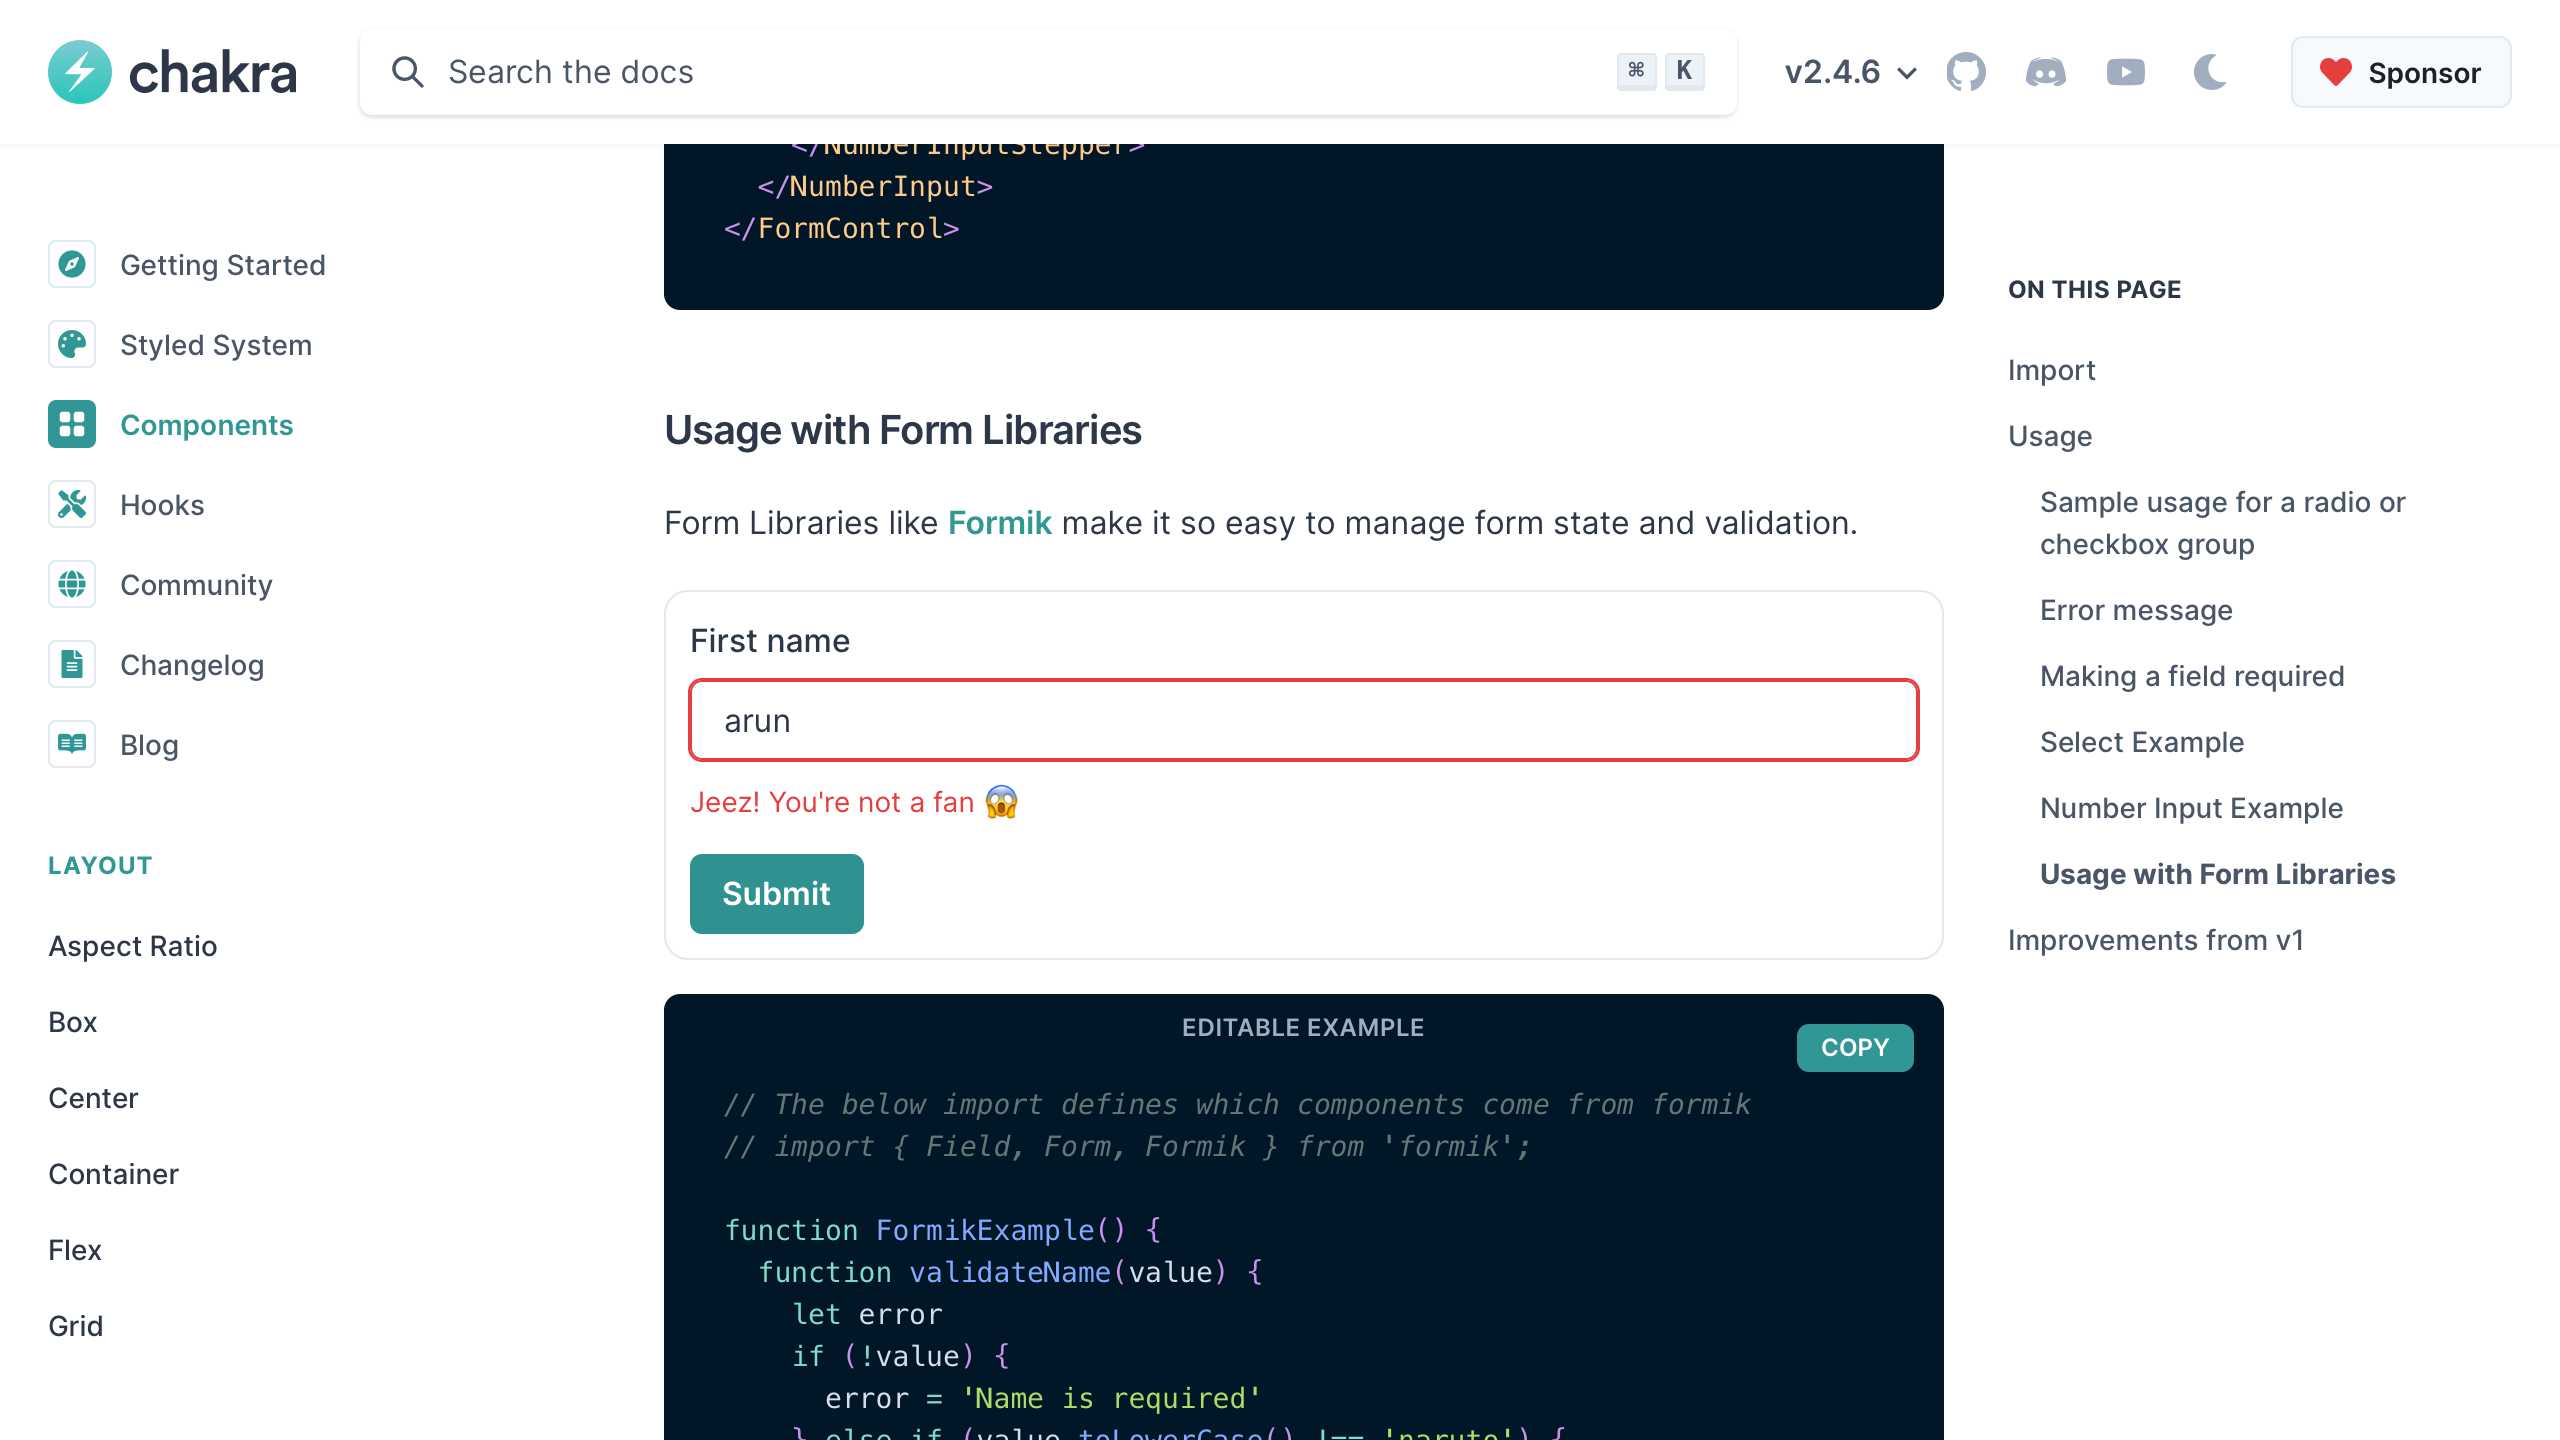 chakra
Search the docs
⌘ K
v2.4.6
Sponsor
Getting Started
Styled System
Components
Hooks
Community
Changelog
Blog
LAYOUT
Aspect Ratio
Box
Center
Container
Flex
Grid
</NumberInputStepper>
</NumberInput>
</FormControl>
Usage with Form Libraries
Form Libraries like Formik make it so easy to manage form state and validation.
First name
arun
Jeez! You're not a fan 😱
Submit
EDITABLE EXAMPLE
COPY
// The below import defines which components come from formik
// import { Field, Form, Formik } from 'formik';
function FormikExample() {
function validateName(value) {
let error
if (!value) {
error = 'Name is required'
} else if (value.toLowerCase() !== 'naruto') {
ON THIS PAGE
Import
Usage
Sample usage for a radio or
checkbox group
Error message
Making a field required
Select Example
Number Input Example
Usage with Form Libraries
Improvements from v1